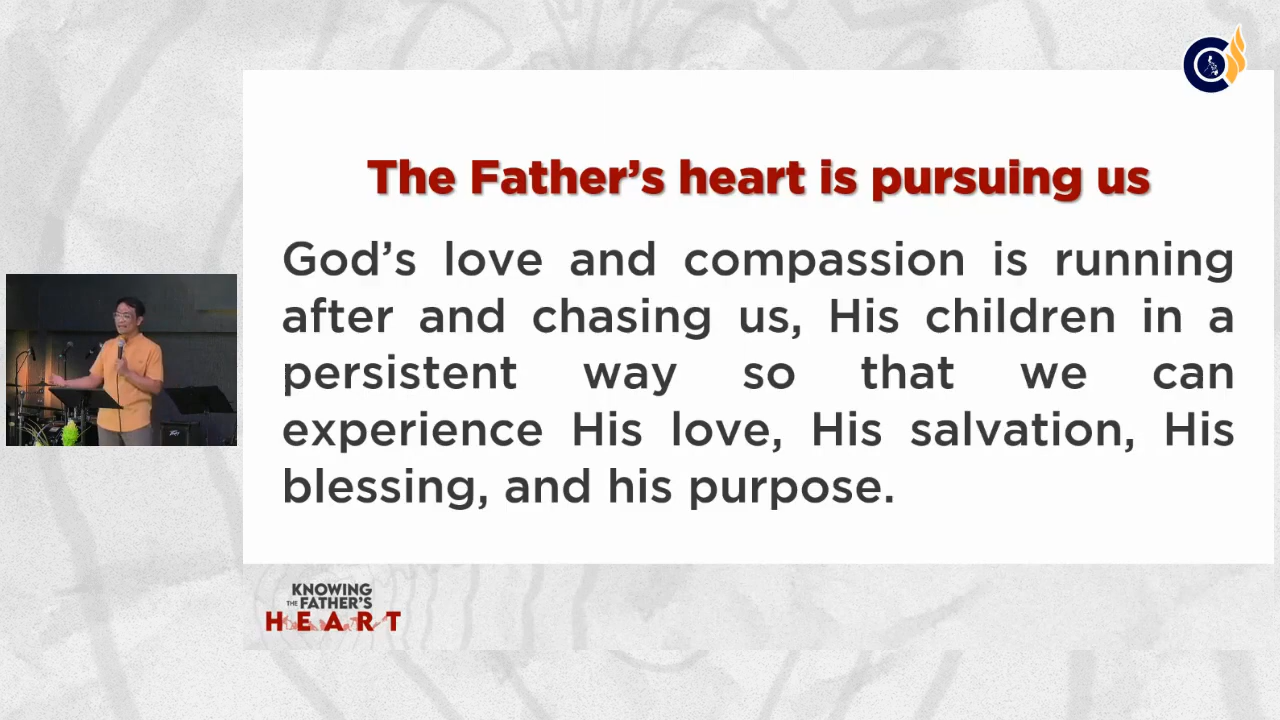 The Father’s heart is pursuing us
God’s love and compassion is running
after and chasing us, His children in a
persistent way so that we can
experience His love, His salvation, His
blessing, and his purpose.
KNOWING
THE FATHER’S
HEART